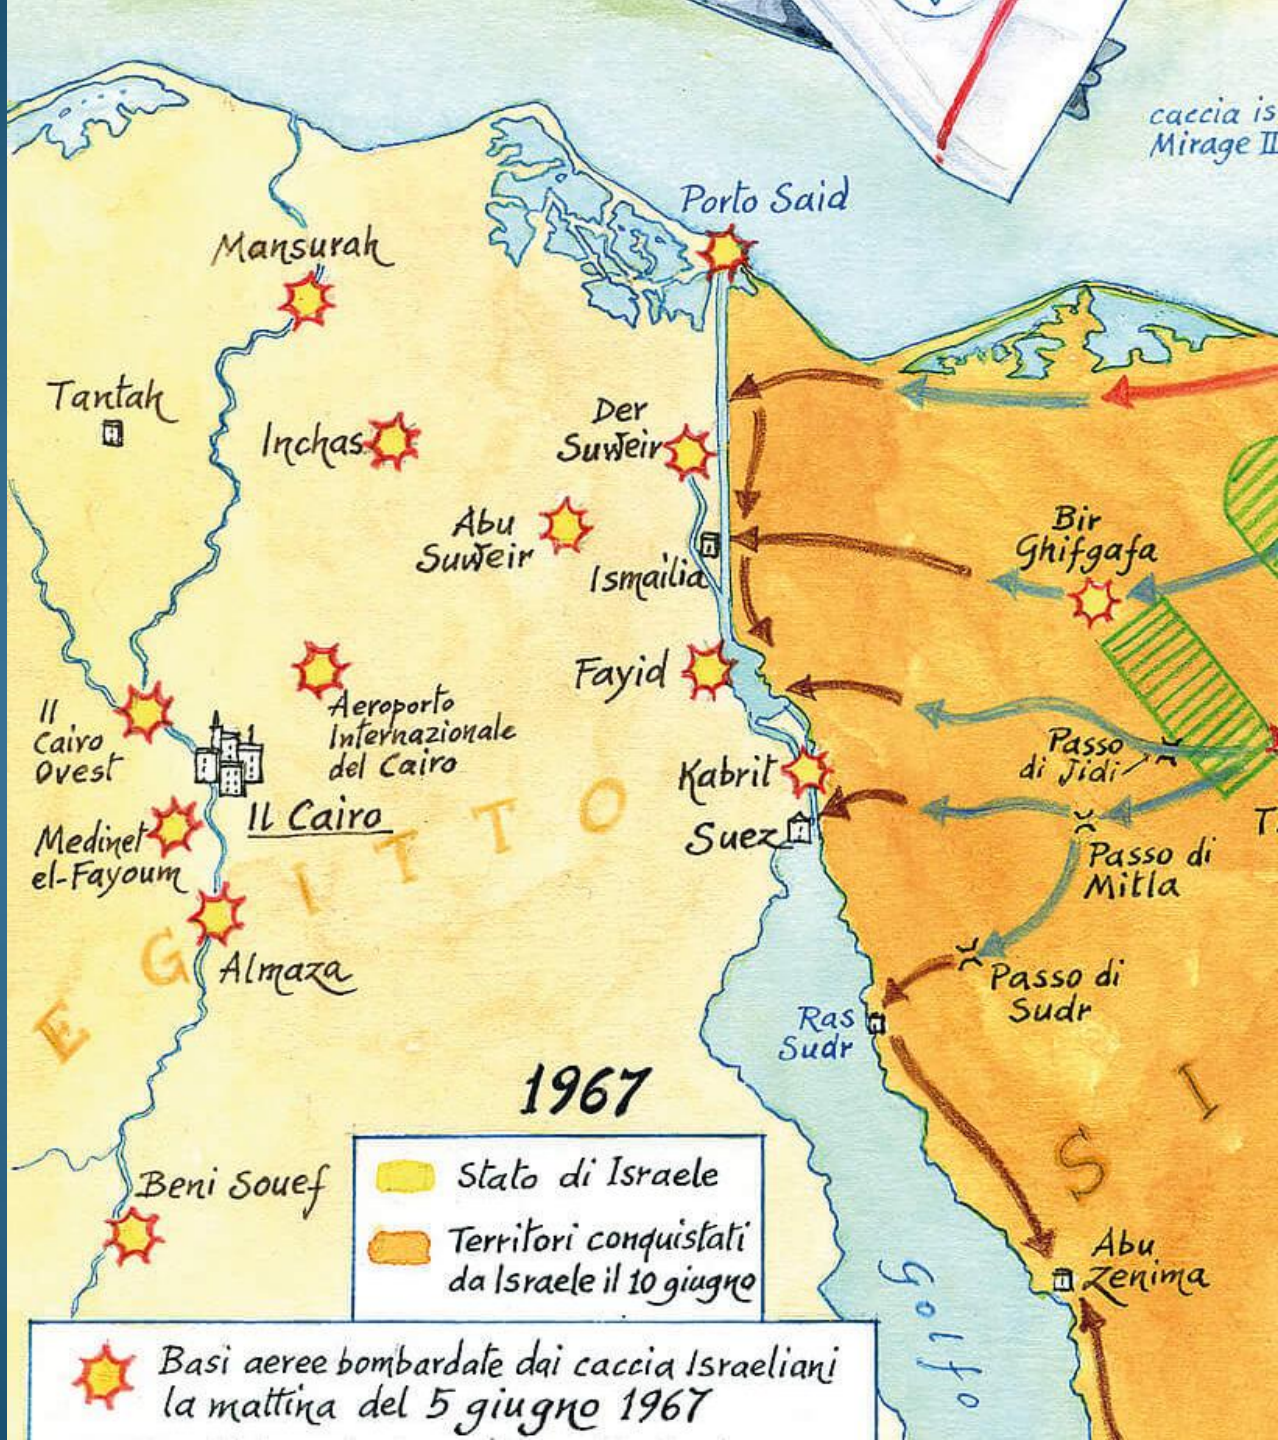 caccia is
Mirage II
Porto Said
Mansurah
Tantah
Inchas
Der
Suweir
Abu
Suweir
Ismailia
Bir
Ghifgafa
Fayid
Il
Cairo
Ovest
Aeroporto
Internazionale
del Cairo
Passo
di Jidi
Kabrit
Il Cairo
Suez
Medinet
el-Fayoum
Passo di
Mitla
EGITTO
Almaza
Passo di
Sudr
Ras
Sudr
S I
1967
Stato di Israele
Territori conquistati
da Israele il 10 giugno
Beni Souef
Abu
Zenima
Golfo
Basi aeree bombardate dai caccia Israeliani
la mattina del 5 giugno 1967